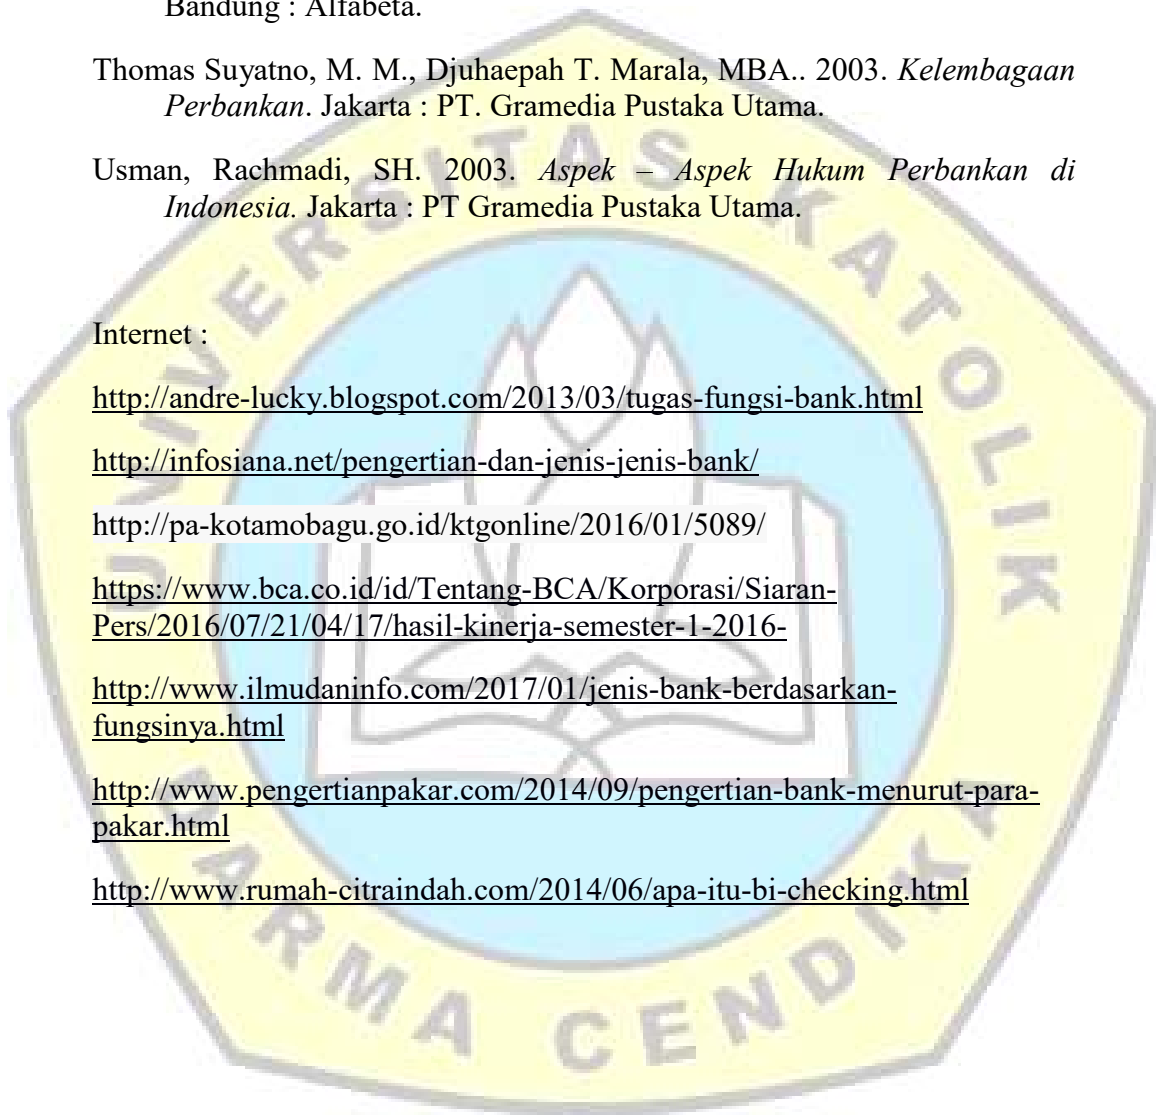 Bandung : Alfabeta.
Thomas Suyatno, M. M., Djuhaepah T. Marala, MBA.. 2003. Kelembagaan
Perbankan. Jakarta : PT. Gramedia Pustaka Utama.
Usman, Rachmadi, SH. 2003. Aspek – Aspek Hukum Perbankan di
Indonesia. Jakarta : PT Gramedia Pustaka Utama.
Internet :
http://andre-lucky.blogspot.com/2013/03/tugas-fungsi-bank.html
http://infosiana.net/pengertian-dan-jenis-jenis-bank/
http://pa-kotamobagu.go.id/ktgonline/2016/01/5089/
https://www.bca.co.id/id/Tentang-BCA/Korporasi/Siaran-
Pers/2016/07/21/04/17/hasil-kinerja-semester-1-2016-
http://www.ilmudaninfo.com/2017/01/jenis-bank-berdasarkan-
fungsinya.html
http://www.pengertianpakar.com/2014/09/pengertian-bank-menurut-para-
pakar.html
http://www.rumah-citraindah.com/2014/06/apa-itu-bi-checking.html
UNIVERSITAS KATOLIK
DARMA CENDIKA